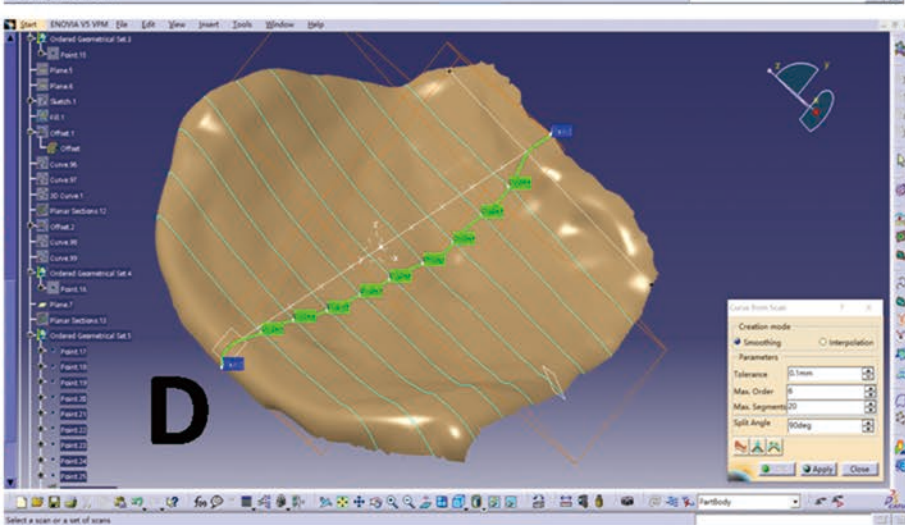 Start ENOVIA V5 VPM File Edit View Insert Tools Window Help
Ordered Geometrical Set.3
Point.15
Plane.5
Plane.6
Sketch.1
Fill.1
Offset.1
Offset
Curve.96
Curve.97
3D Curve.1
Planar Sections.12
Offset.2
Curve.98
Curve.99
Ordered Geometrical Set.4
Point.16
Plane.7
Planar Sections.13
Ordered Geometrical Set.5
Point.17
Point.18
Point.19
Point.20
Point.21
Point.22
Point.23
Point.24
Point.25
z y
D
Curve from Scan ? X
Creation mode
Smoothing Interpolation
Parameters
Tolerance 0.1mm
Max. Order 6
Max. Segments 20
Split Angle 90deg
Apply Close
PartBody
Select a scan or a set of scans